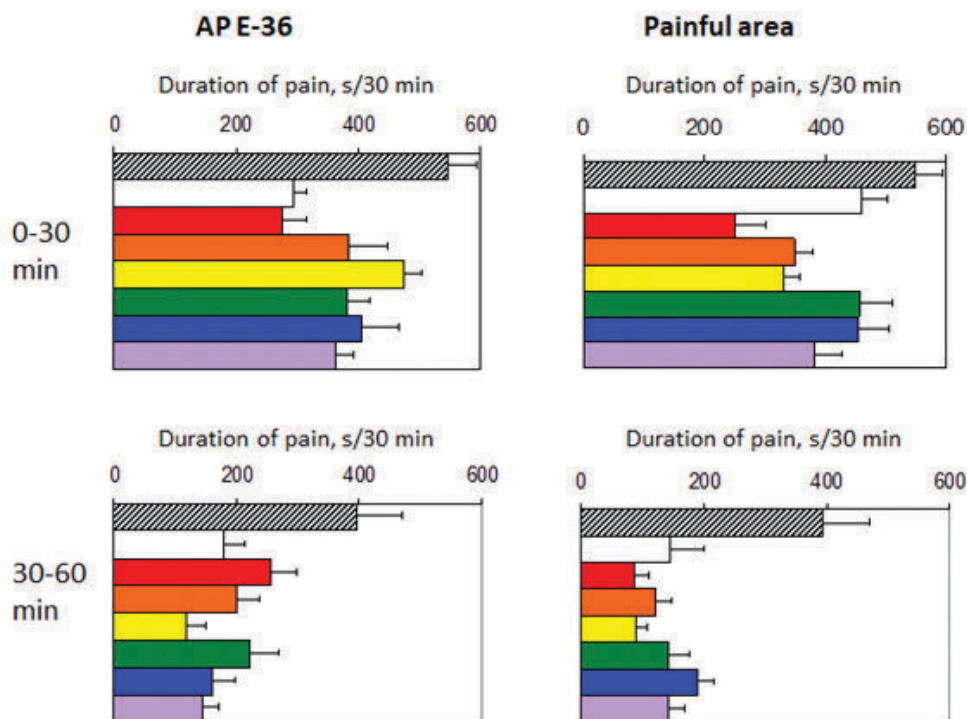 AP E-36
Painful area
Duration of pain, s/30 min
Duration of pain, s/30 min
0 200 400 600
0 200 400 600
0-30
min
Duration of pain, s/30 min
Duration of pain, s/30 min
0 200 400 600
0 200 400 600
30-60
min